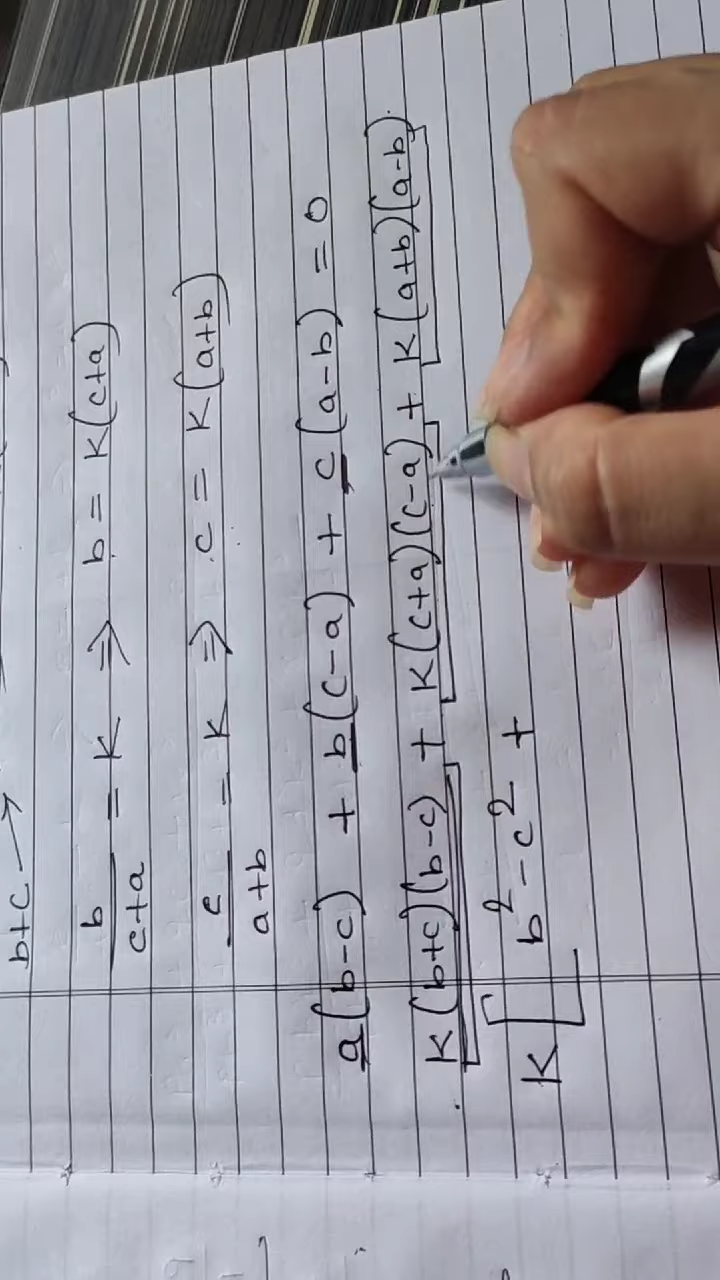 b+c →
b/c+a = K ⇒ b = K(c+a)
c/a+b = K ⇒ c = K(a+b)
a(b-c) + b(c-a) + c(a-b) = 0
K(b+c)(b-c) + K(c+a)(c-a) + K(a+b)(a-b)
K[b²-c² +